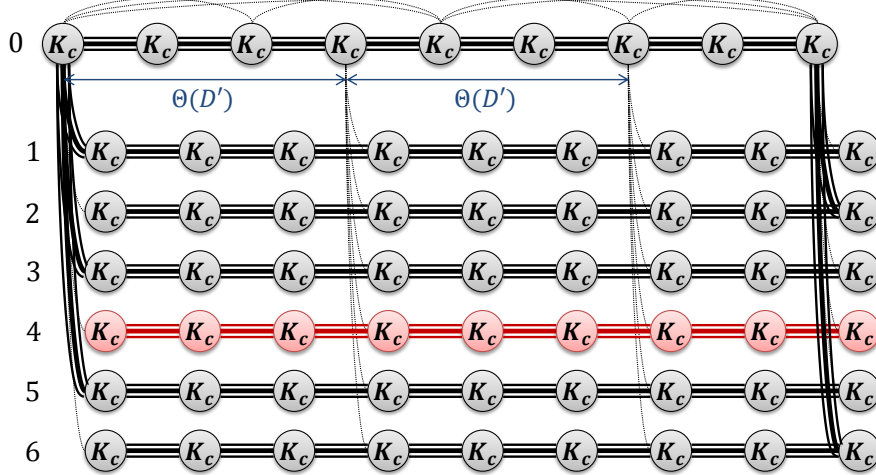 0 K_c K_c K_c K_c K_c K_c K_c K_c K_c
Θ(D′) Θ(D′)
1 K_c K_c K_c K_c K_c K_c K_c K_c K_c
2 K_c K_c K_c K_c K_c K_c K_c K_c K_c
3 K_c K_c K_c K_c K_c K_c K_c K_c K_c
4 K_c K_c K_c K_c K_c K_c K_c K_c K_c
5 K_c K_c K_c K_c K_c K_c K_c K_c K_c
6 K_c K_c K_c K_c K_c K_c K_c K_c K_c